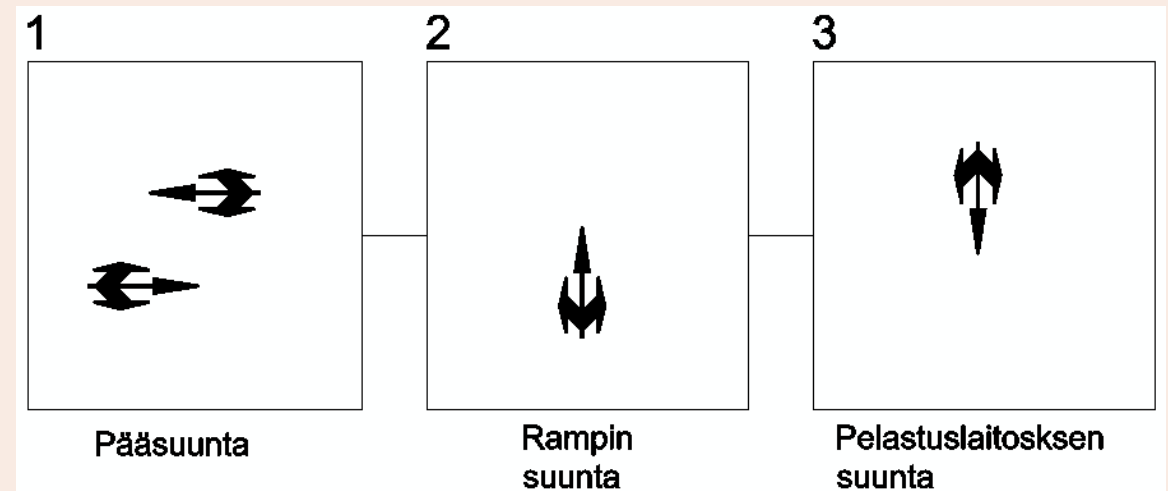 1
2
3
Pääsuunta
Rampin
suunta
Pelastuslaitosksen
suunta